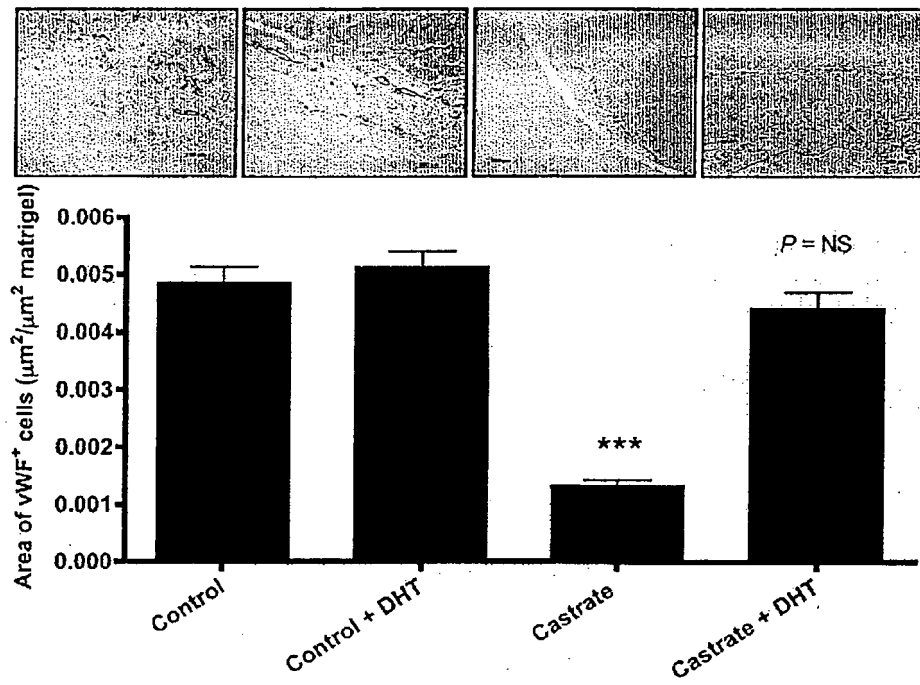 Area of vWF⁺ cells (μm²/μm² matrigel)
0.006
0.005
0.004
0.003
0.002
0.001
0.000
***
P = NS
Control
Control + DHT
Castrate
Castrate + DHT